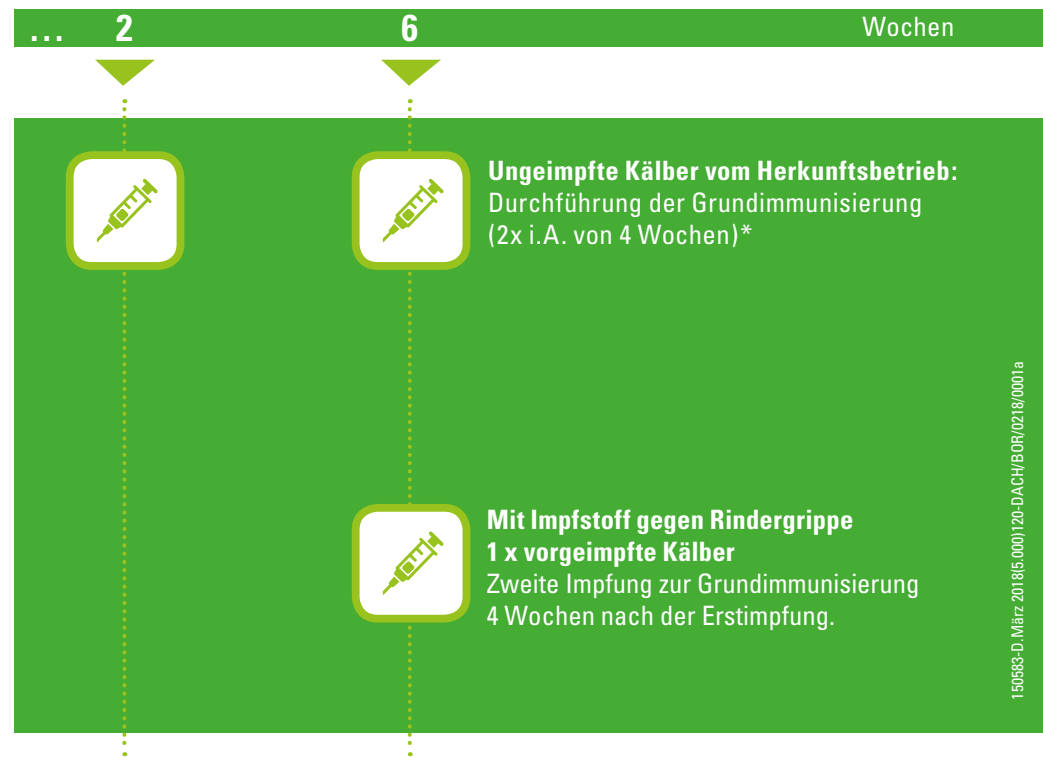 ... 2 6 Wochen
Ungeimpfte Kälber vom Herkunftsbetrieb:
Durchführung der Grundimmunisierung
(2x i.A. von 4 Wochen)*
Mit Impfstoff gegen Rindergrippe
1 x vorgeimpfte Kälber
Zweite Impfung zur Grundimmunisierung
4 Wochen nach der Erstimpfung.
150583-D.März 2018(5.000)120-DACH/BOR/0218/0001a